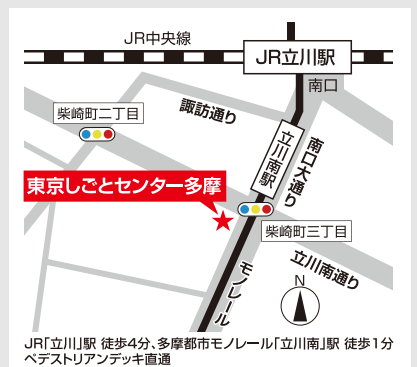 JR中央線
JR立川駅
南口
柴崎町二丁目
諏訪通り
立川南駅
南口大通り
東京しごとセンター多摩
柴崎町三丁目
立川南通り
モノレール
N
JR「立川」駅 徒歩4分、多摩都市モノレール「立川南」駅 徒歩1分
ペデストリアンデッキ直通